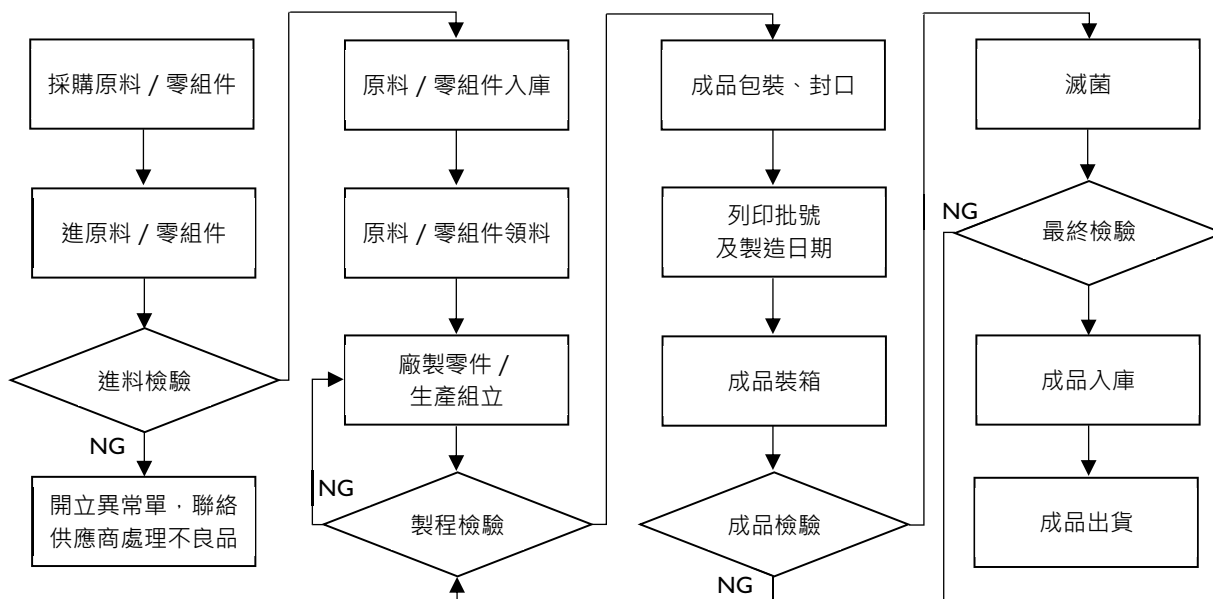 採購原料 / 零組件
進原料 / 零組件
進料檢驗
NG
開立異常單，聯絡
供應商處理不良品
原料 / 零組件入庫
原料 / 零組件領料
廠製零件 /
生產組立
NG
製程檢驗
成品包裝、封口
列印批號
及製造日期
成品裝箱
成品檢驗
NG
滅菌
NG
最終檢驗
成品入庫
成品出貨